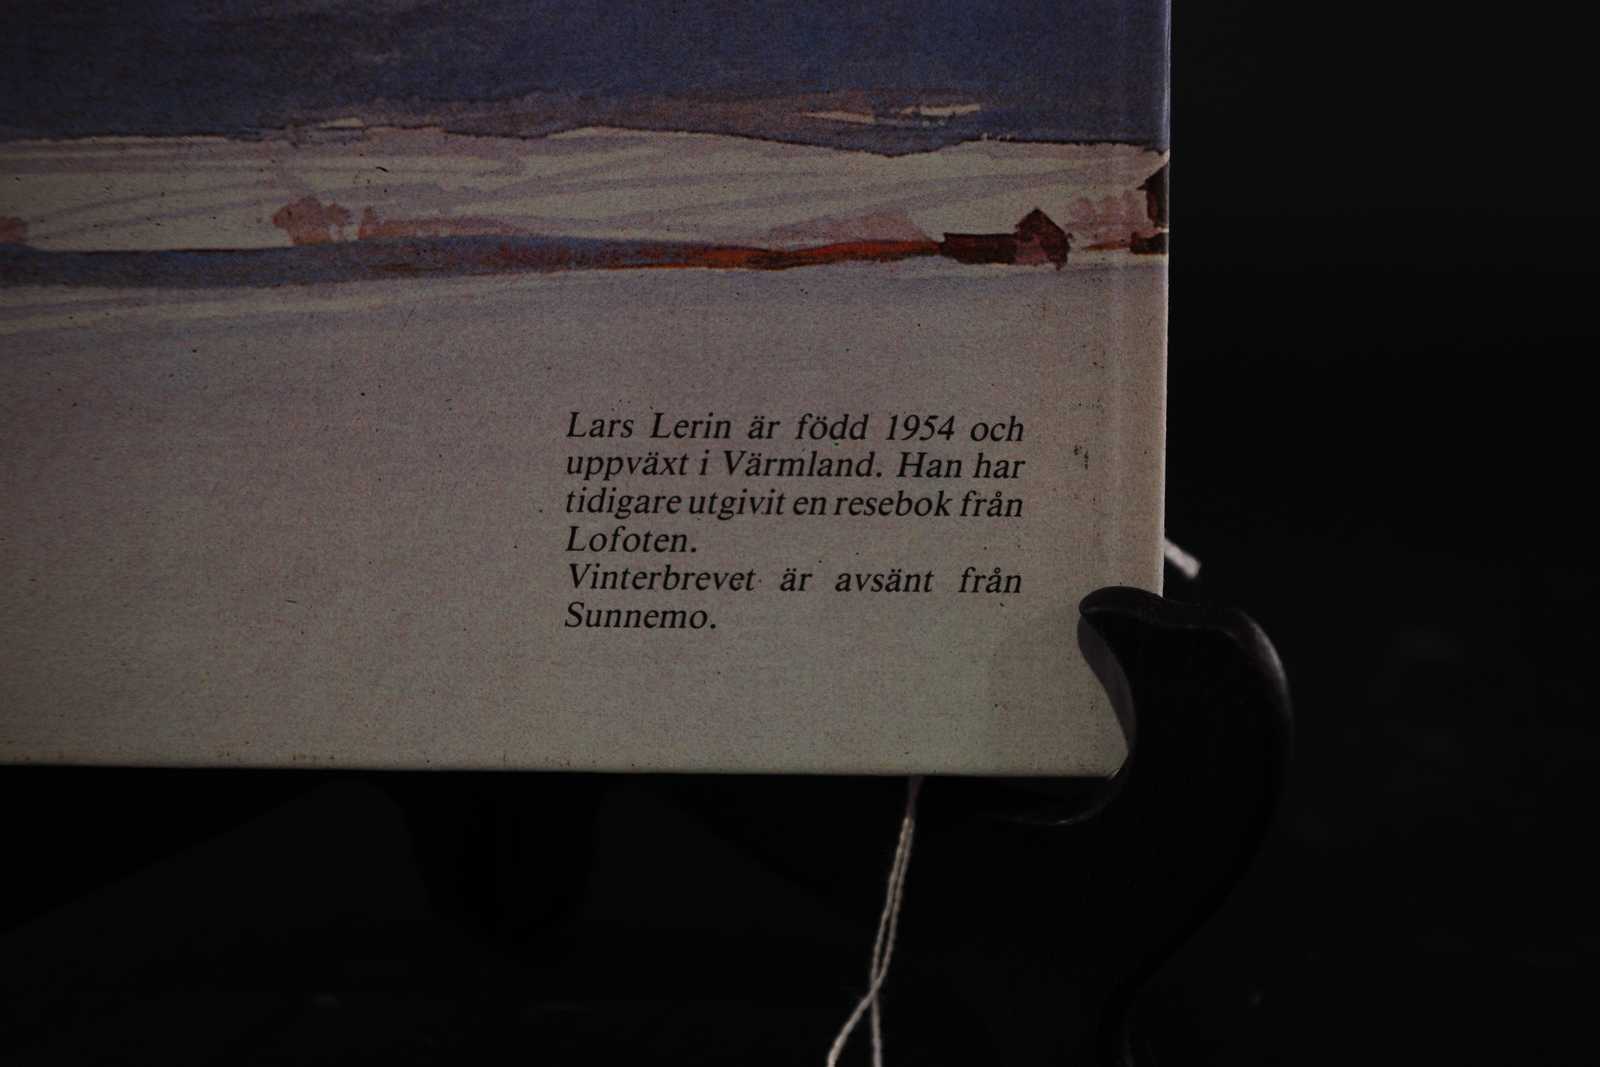 Lars Lerin är född 1954 och
uppväxt i Värmland. Han har
tidigare utgivit en resebok från
Lofoten.
Vinterbrevet är avsänt från
Sunnemo.